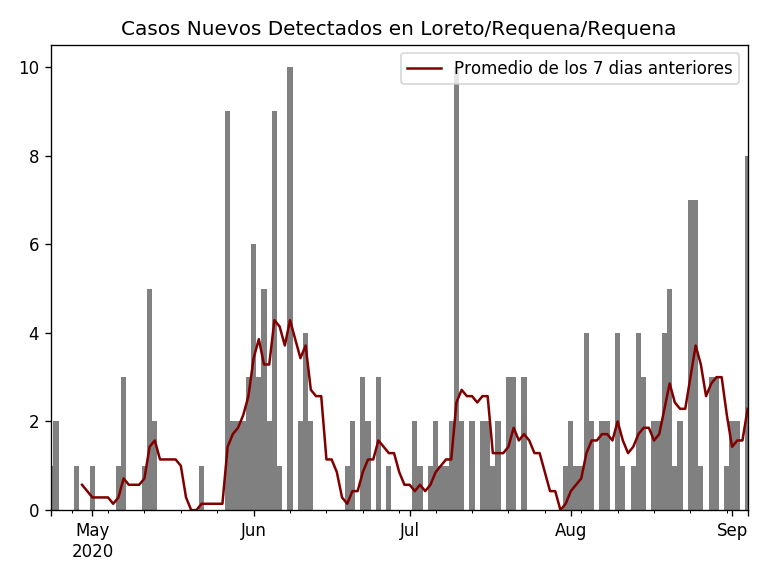 Casos Nuevos Detectados en Loreto/Requena/Requena
Promedio de los 7 dias anteriores
10
8
6
4
2
0
May
2020
Jun
Jul
Aug
Sep